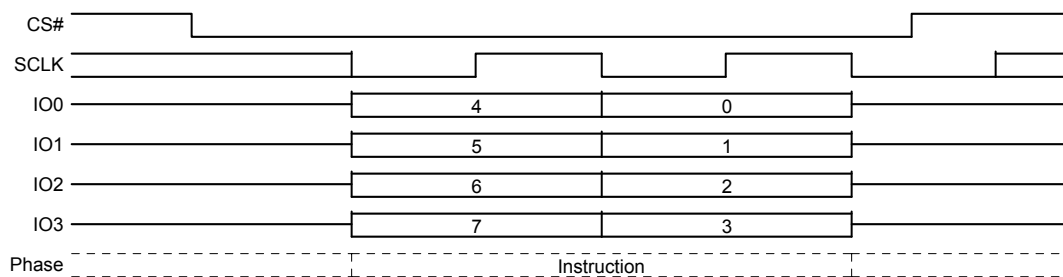 CS#
SCLK
IO0 4 0
IO1 5 1
IO2 6 2
IO3 7 3
Phase Instruction